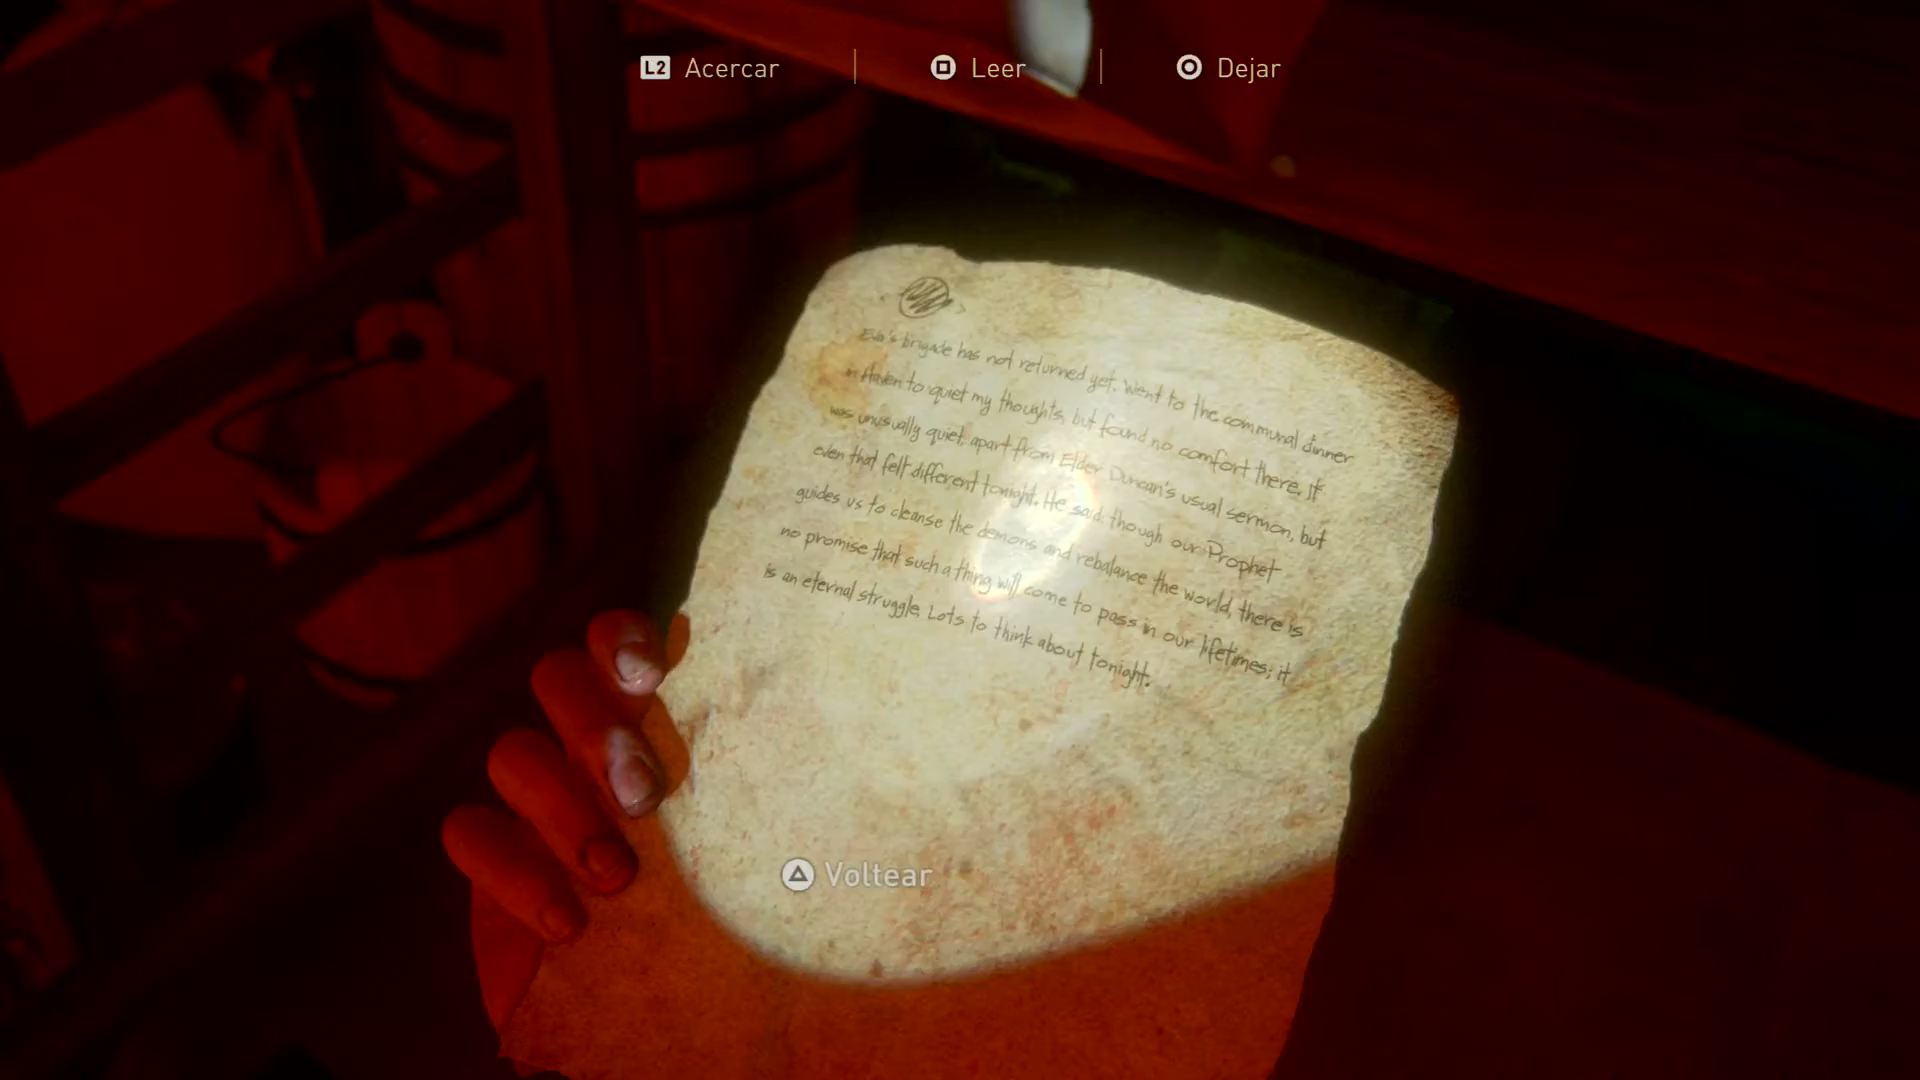 L2 Acercar
Leer
Dejar
Eva's brigade has not returned yet. Went to the communal dinner
in Haven to quiet my thoughts, but found no comfort there. It
was unusually quiet, apart from Elder Duncan's usual sermon, but
even that felt different tonight. He said: though our Prophet
guides us to cleanse the demons and rebalance the world, there is
no promise that such a thing will come to pass in our lifetimes; it
is an eternal struggle. Lots to think about tonight.
Voltear